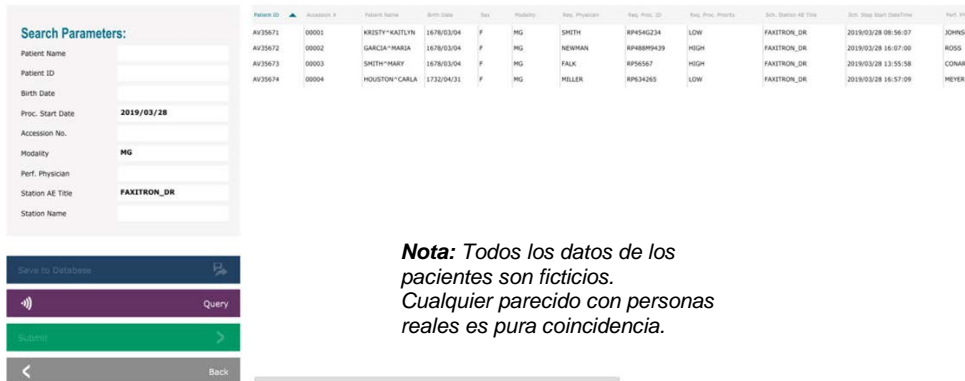 Search Parameters:
Patient Name
Patient ID
Birth Date
Proc. Start Date 2019/03/28
Accession No.
Modality MG
Perf. Physician
Station AE Title FAXITRON_DR
Station Name
Save to Database
Query
Submit
Back
Patient ID Accession # Patient Name Birth Date Sex Modality Req. Physician Req. Proc. ID Req. Proc. Priority Sch. Station AE Title Sch. Step Start DateTime Perf. Ph
AV35671 00001 KRISTY^KAITLYN 1678/03/04 F MG SMITH RP454G234 LOW FAXITRON_DR 2019/03/28 08:56:07 JOHNS
AV35672 00002 GARCIA^MARIA 1678/03/04 F MG NEWMAN RP488M9439 HIGH FAXITRON_DR 2019/03/28 16:07:00 ROSS
AV35673 00003 SMITH^MARY 1678/03/04 F MG FALK RP56567 HIGH FAXITRON_DR 2019/03/28 13:55:58 CONAR
AV35674 00004 HOUSTON^CARLA 1732/04/31 F MG MILLER RP634265 LOW FAXITRON_DR 2019/03/28 16:57:09 MEYER
Nota: Todos los datos de los
pacientes son ficticios.
Cualquier parecido con personas
reales es pura coincidencia.